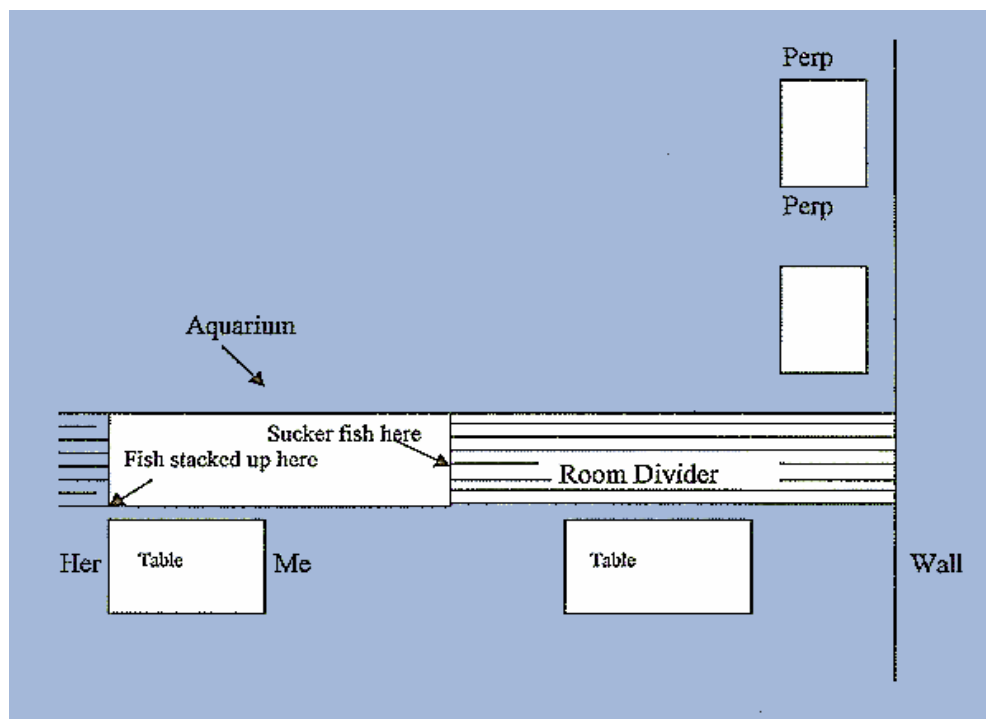 Perp
Perp
Aquarium
Sucker fish here
Fish stacked up here
Room Divider
Her
Table
Me
Table
Wall